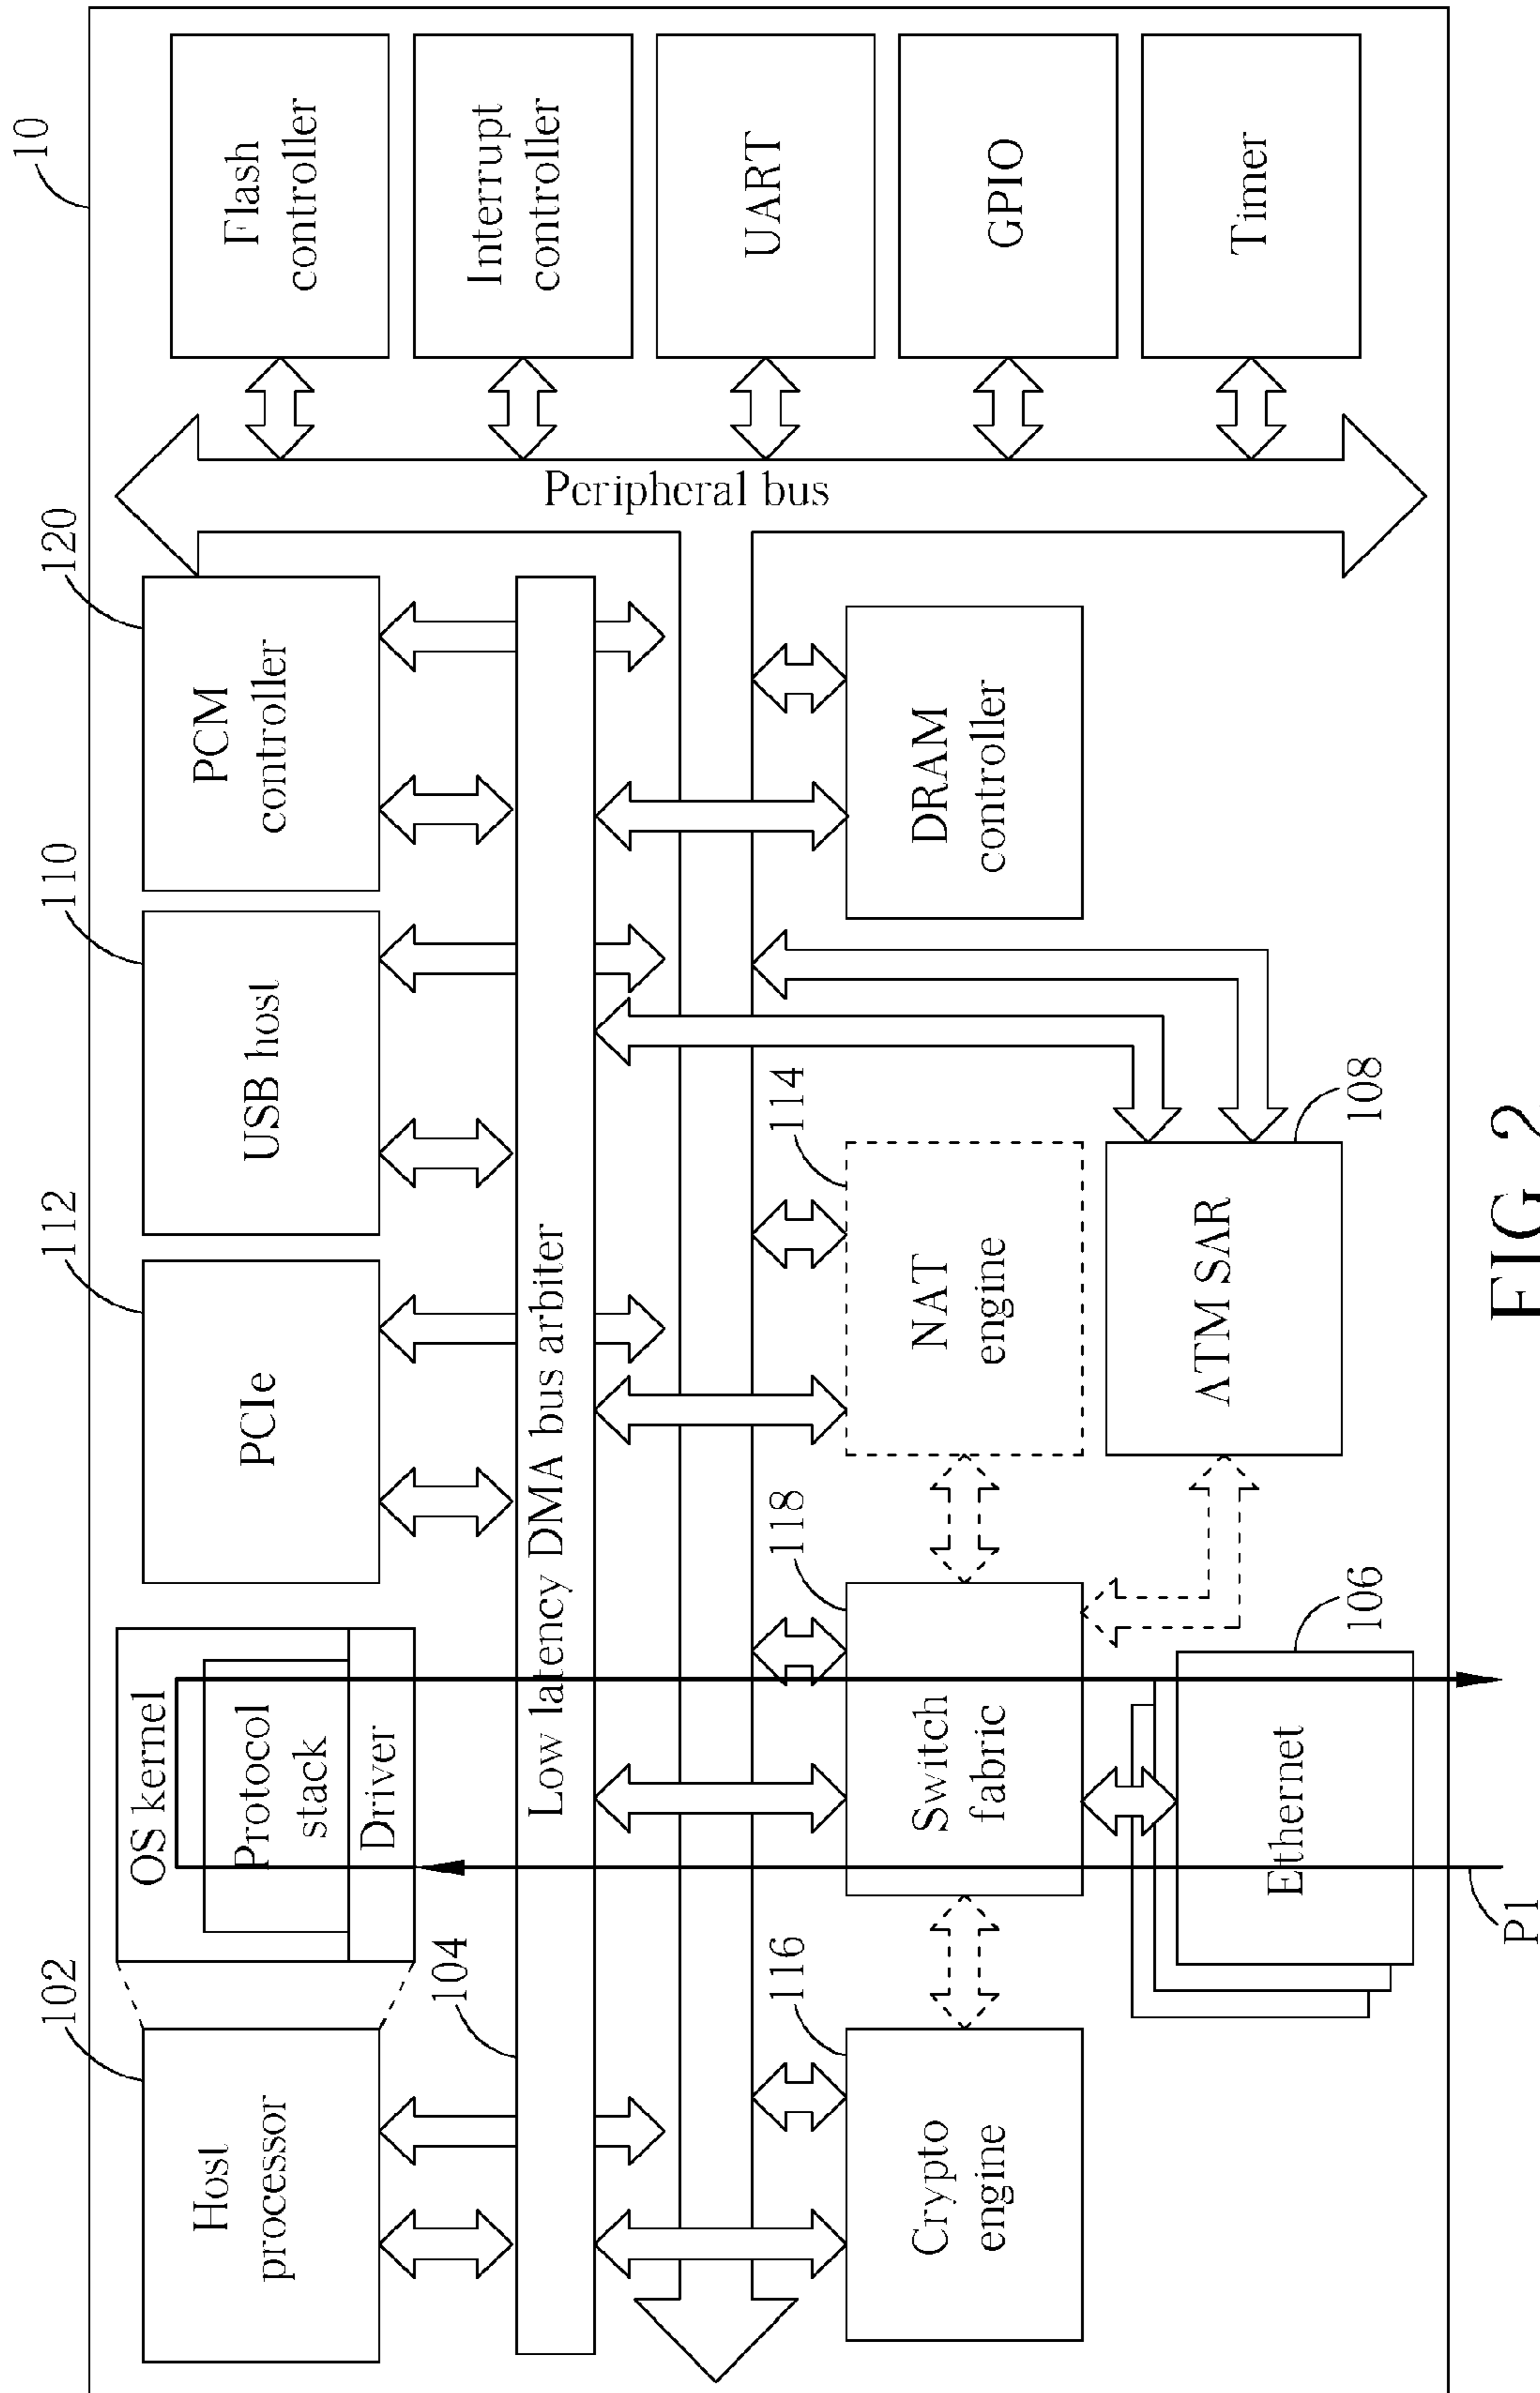 102
112
110
120
10
Host
processor
OS kernel
Protocol
stack
Driver
PCIe
USB host
PCM
controller
Flash
controller
Interrupt
controller
UART
GPIO
Timer
104
Low latency DMA bus arbiter
Peripheral bus
116
118
114
Crypto
engine
Switch
fabric
NAT
engine
DRAM
controller
Ethernet
106
ATM SAR
108
P1
FIG 2